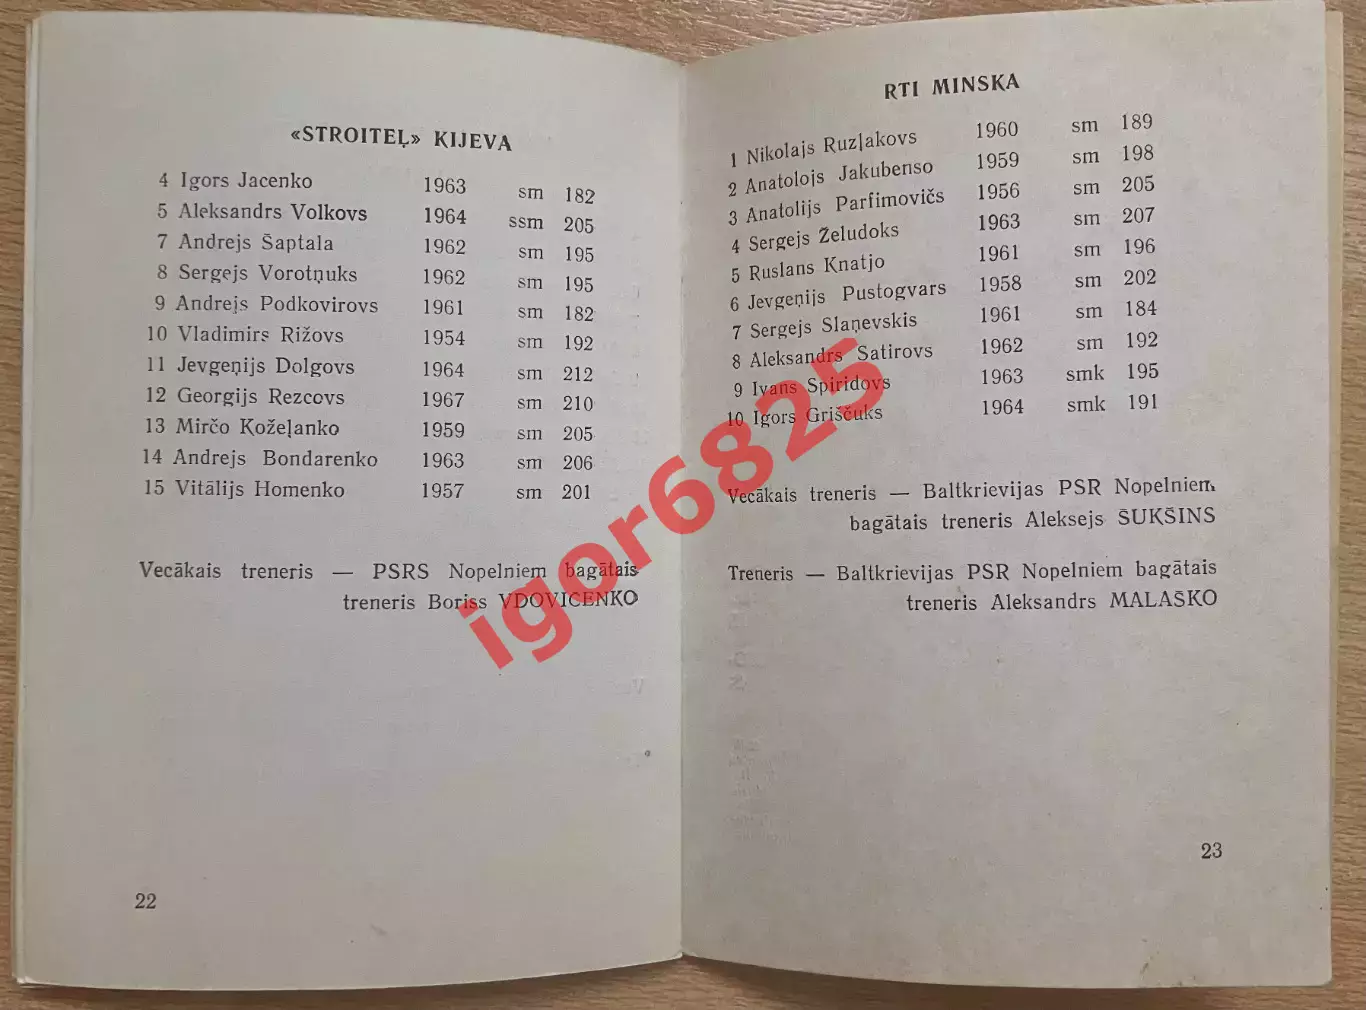 «STROITEĻ» KIJEVA
4 Igors Jacenko 1963 sm 182
5 Aleksandrs Volkovs 1964 ssm 205
7 Andrejs Šaptala 1962 sm 195
8 Sergejs Vorotņuks 1962 sm 195
9 Andrejs Podkovirovs 1961 sm 182
10 Vladimirs Rižovs 1954 sm 192
11 Jevgeņijs Dolgovs 1964 sm 212
12 Georgijs Rezcovs 1967 sm 210
13 Mirčo Kožeļanko 1959 sm 205
14 Andrejs Bondarenko 1963 sm 206
15 Vitālijs Homenko 1957 sm 201
Vecākais treneris — PSRS Nopelniem bagātais
treneris Boriss VDOVIČENKO
22
RTI MINSKA
1 Nikolajs Ruzļakovs 1960 sm 189
2 Anatolojs Jakubenso 1959 sm 198
3 Anatolijs Parfimovičs 1956 sm 205
4 Sergejs Želudoks 1963 sm 207
5 Ruslans Knatjo 1961 sm 196
6 Jevgeņijs Pustogvars 1958 sm 202
7 Sergejs Slaņevskis 1961 sm 184
8 Aleksandrs Satirovs 1962 sm 192
9 Ivans Spiridovs 1963 smk 195
10 Igors Griščuks 1964 smk 191
Vecākais treneris — Baltkrievijas PSR Nopelniem
bagātais treneris Aleksejs ŠUKŠINS
Treneris — Baltkrievijas PSR Nopelniem bagātais
treneris Aleksandrs MALAŠKO
23
igor6825